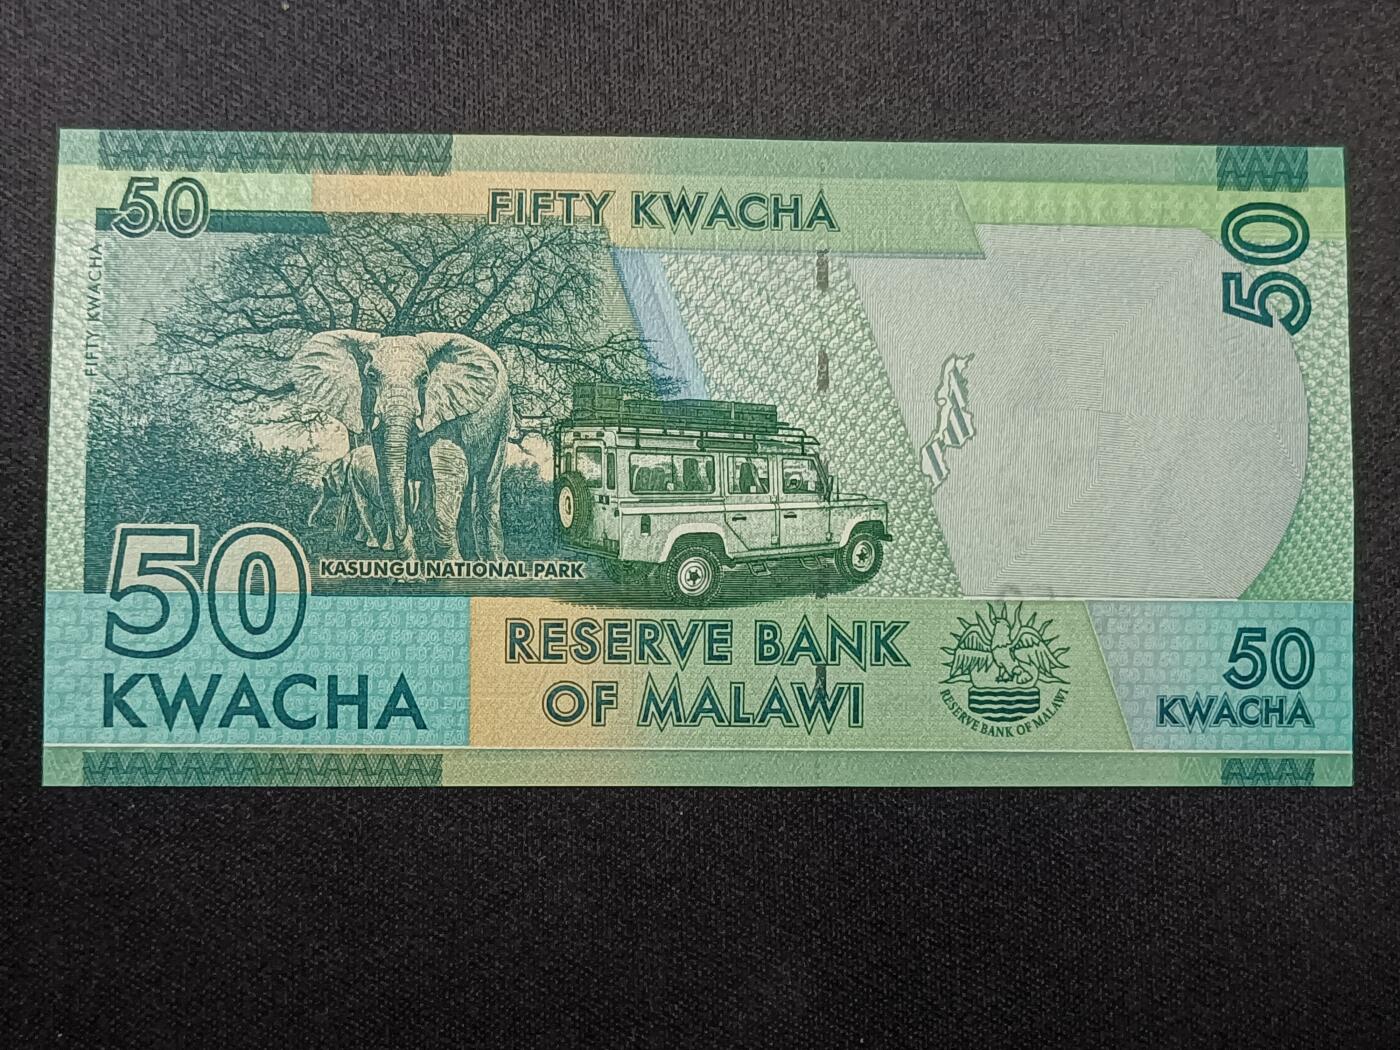 50
FIFTY KWACHA
50
FIFTY KWACHA
KASUNGU NATIONAL PARK
50
KWACHA
RESERVE BANK
OF MALAWI
RESERVE BANK OF MALAWI
50
KWACHA